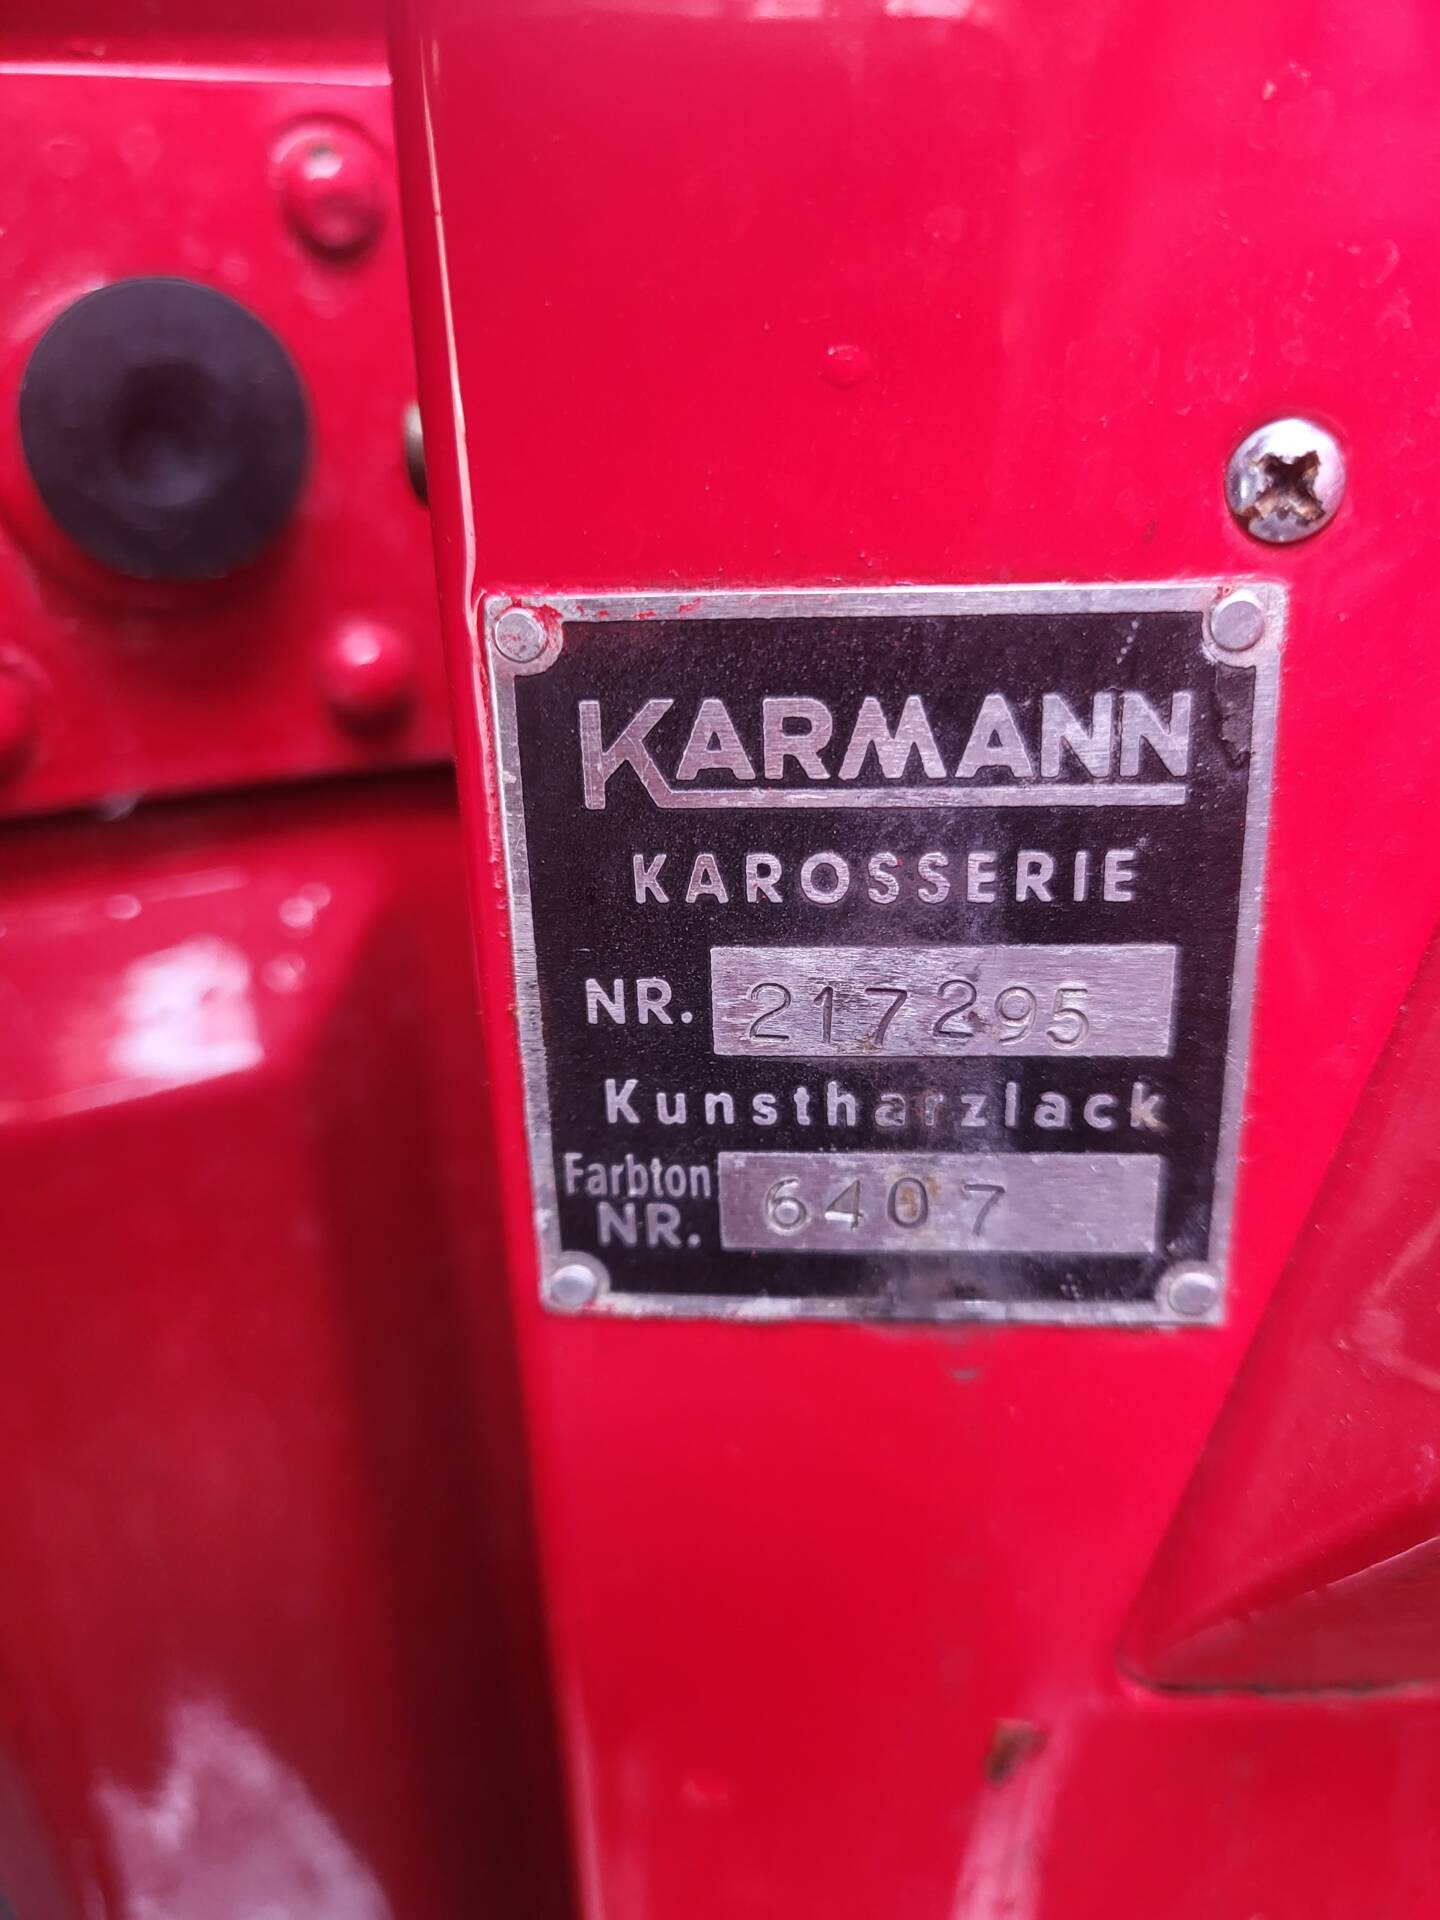 KARMANN
KAROSSERIE
NR. 217295
Kunstharzlack
Farbton
NR. 6407